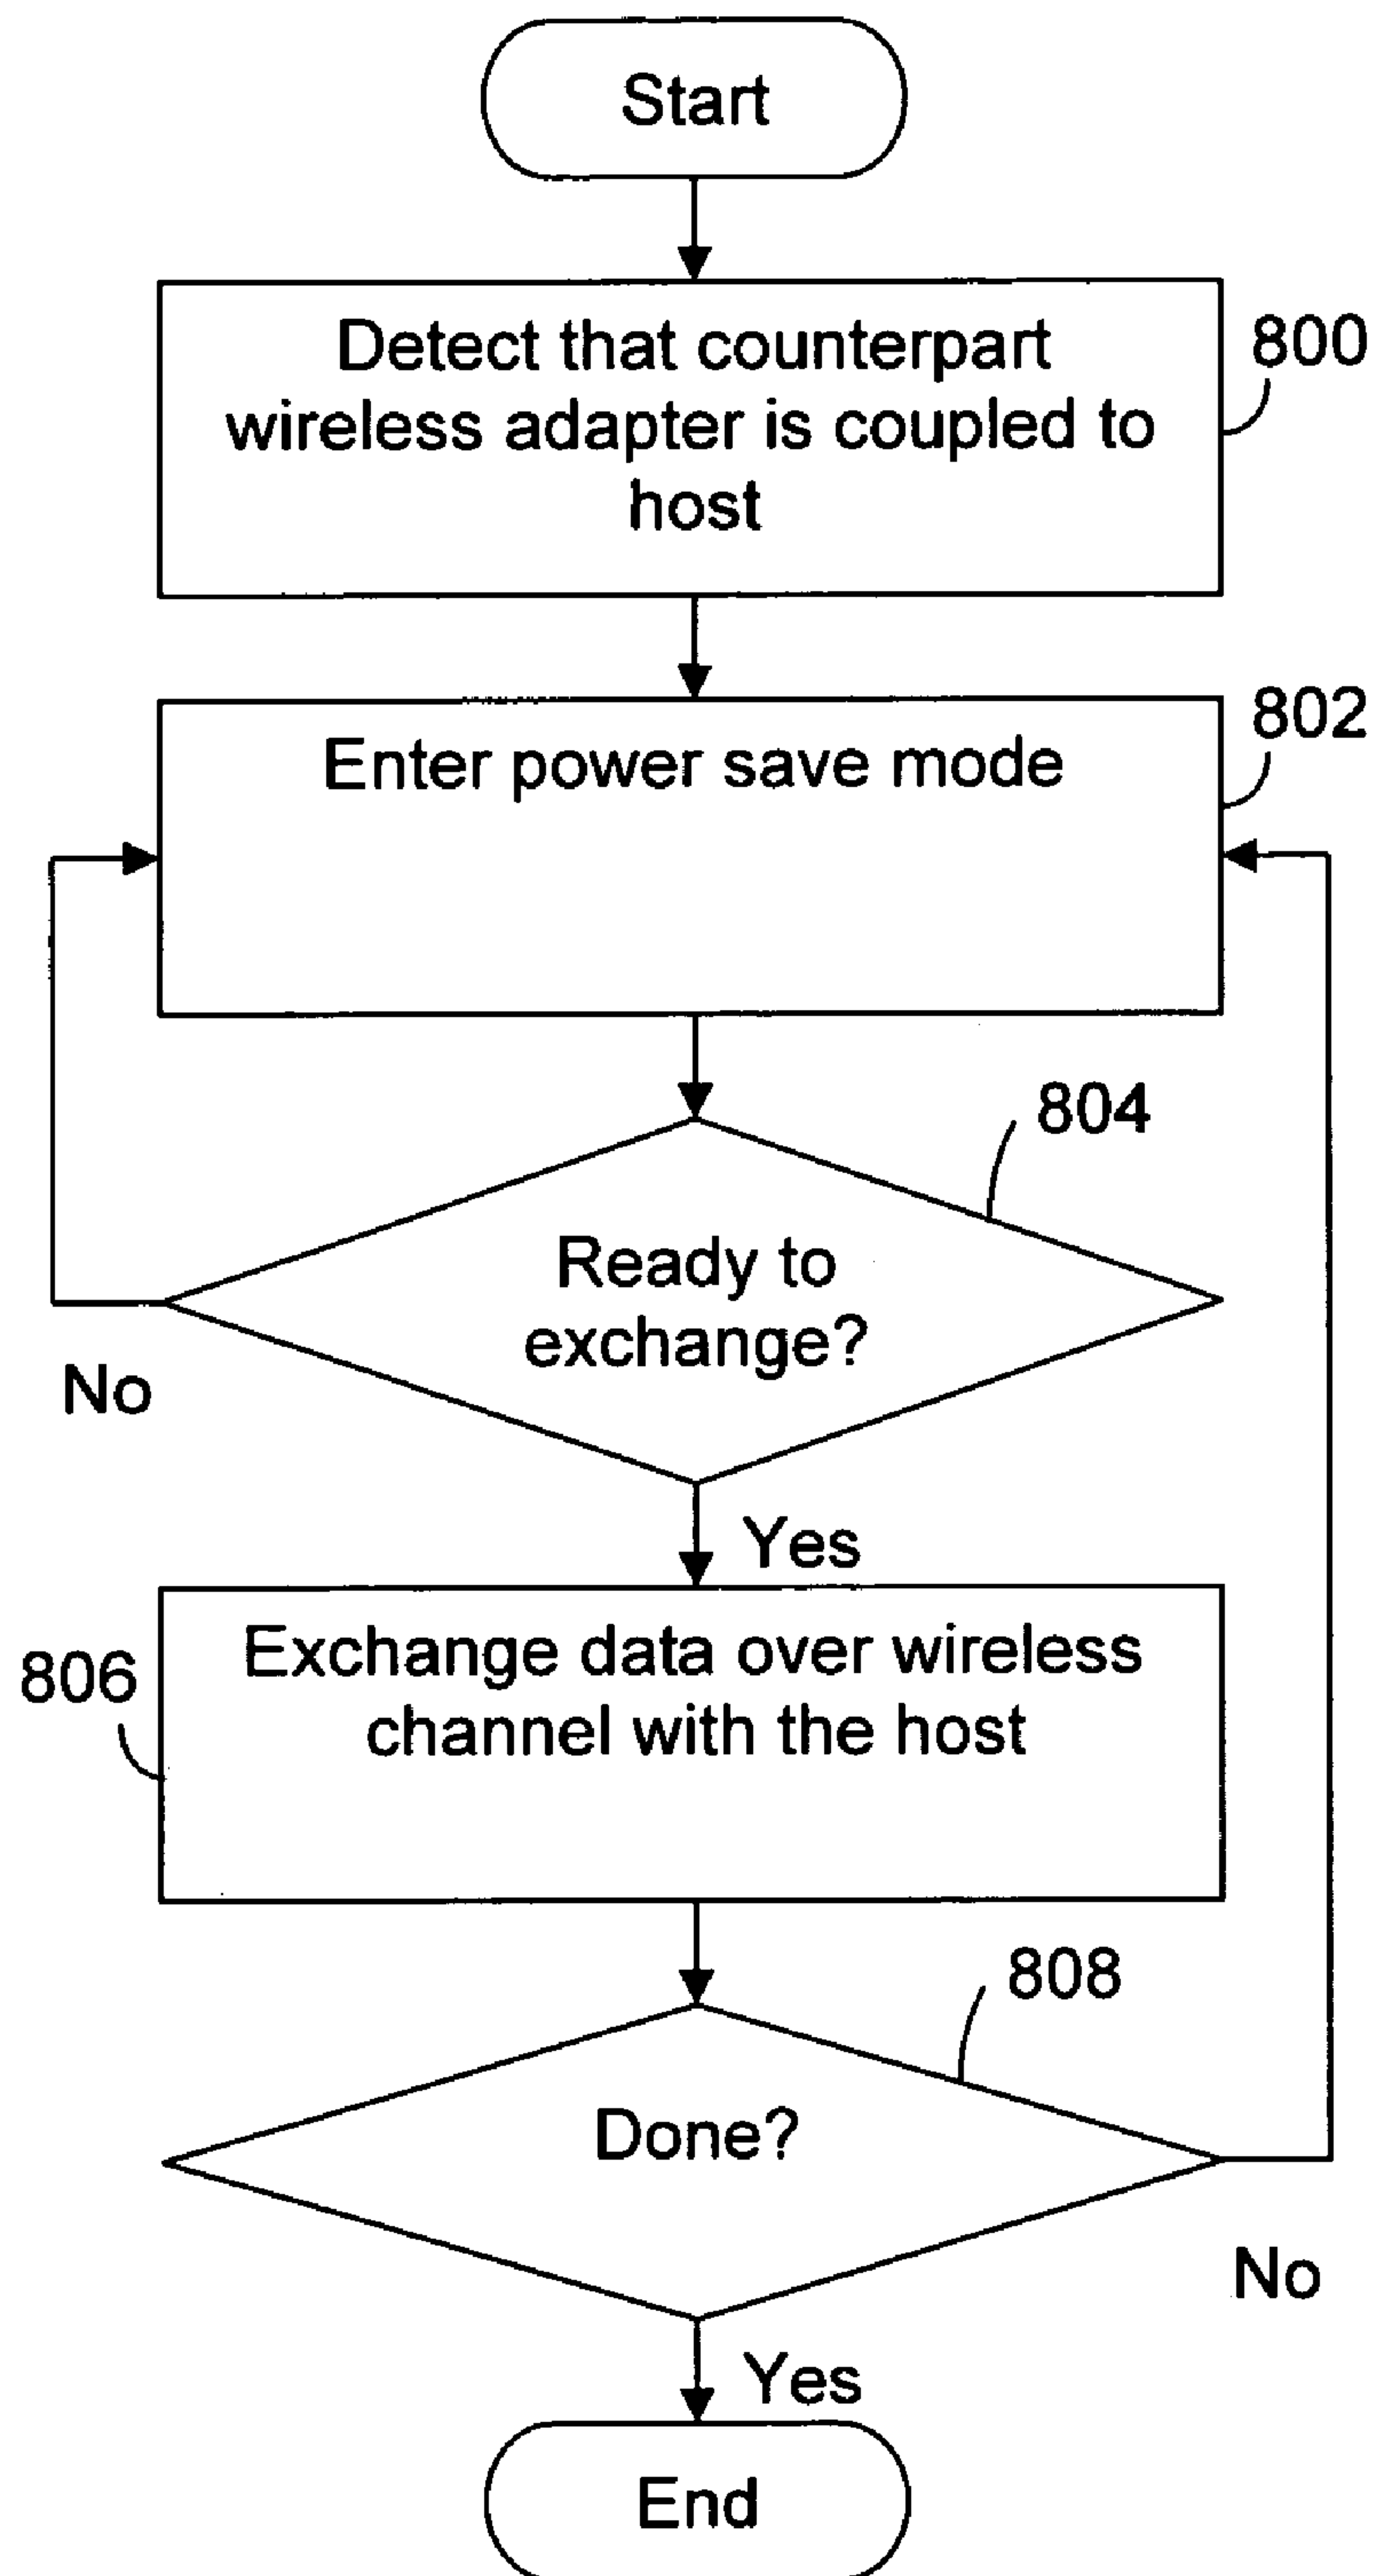 Start
Detect that counterpart
wireless adapter is coupled to
host
800
Enter power save mode
802
804
Ready to
exchange?
No
Yes
Exchange data over wireless
channel with the host
806
808
Done?
No
Yes
End